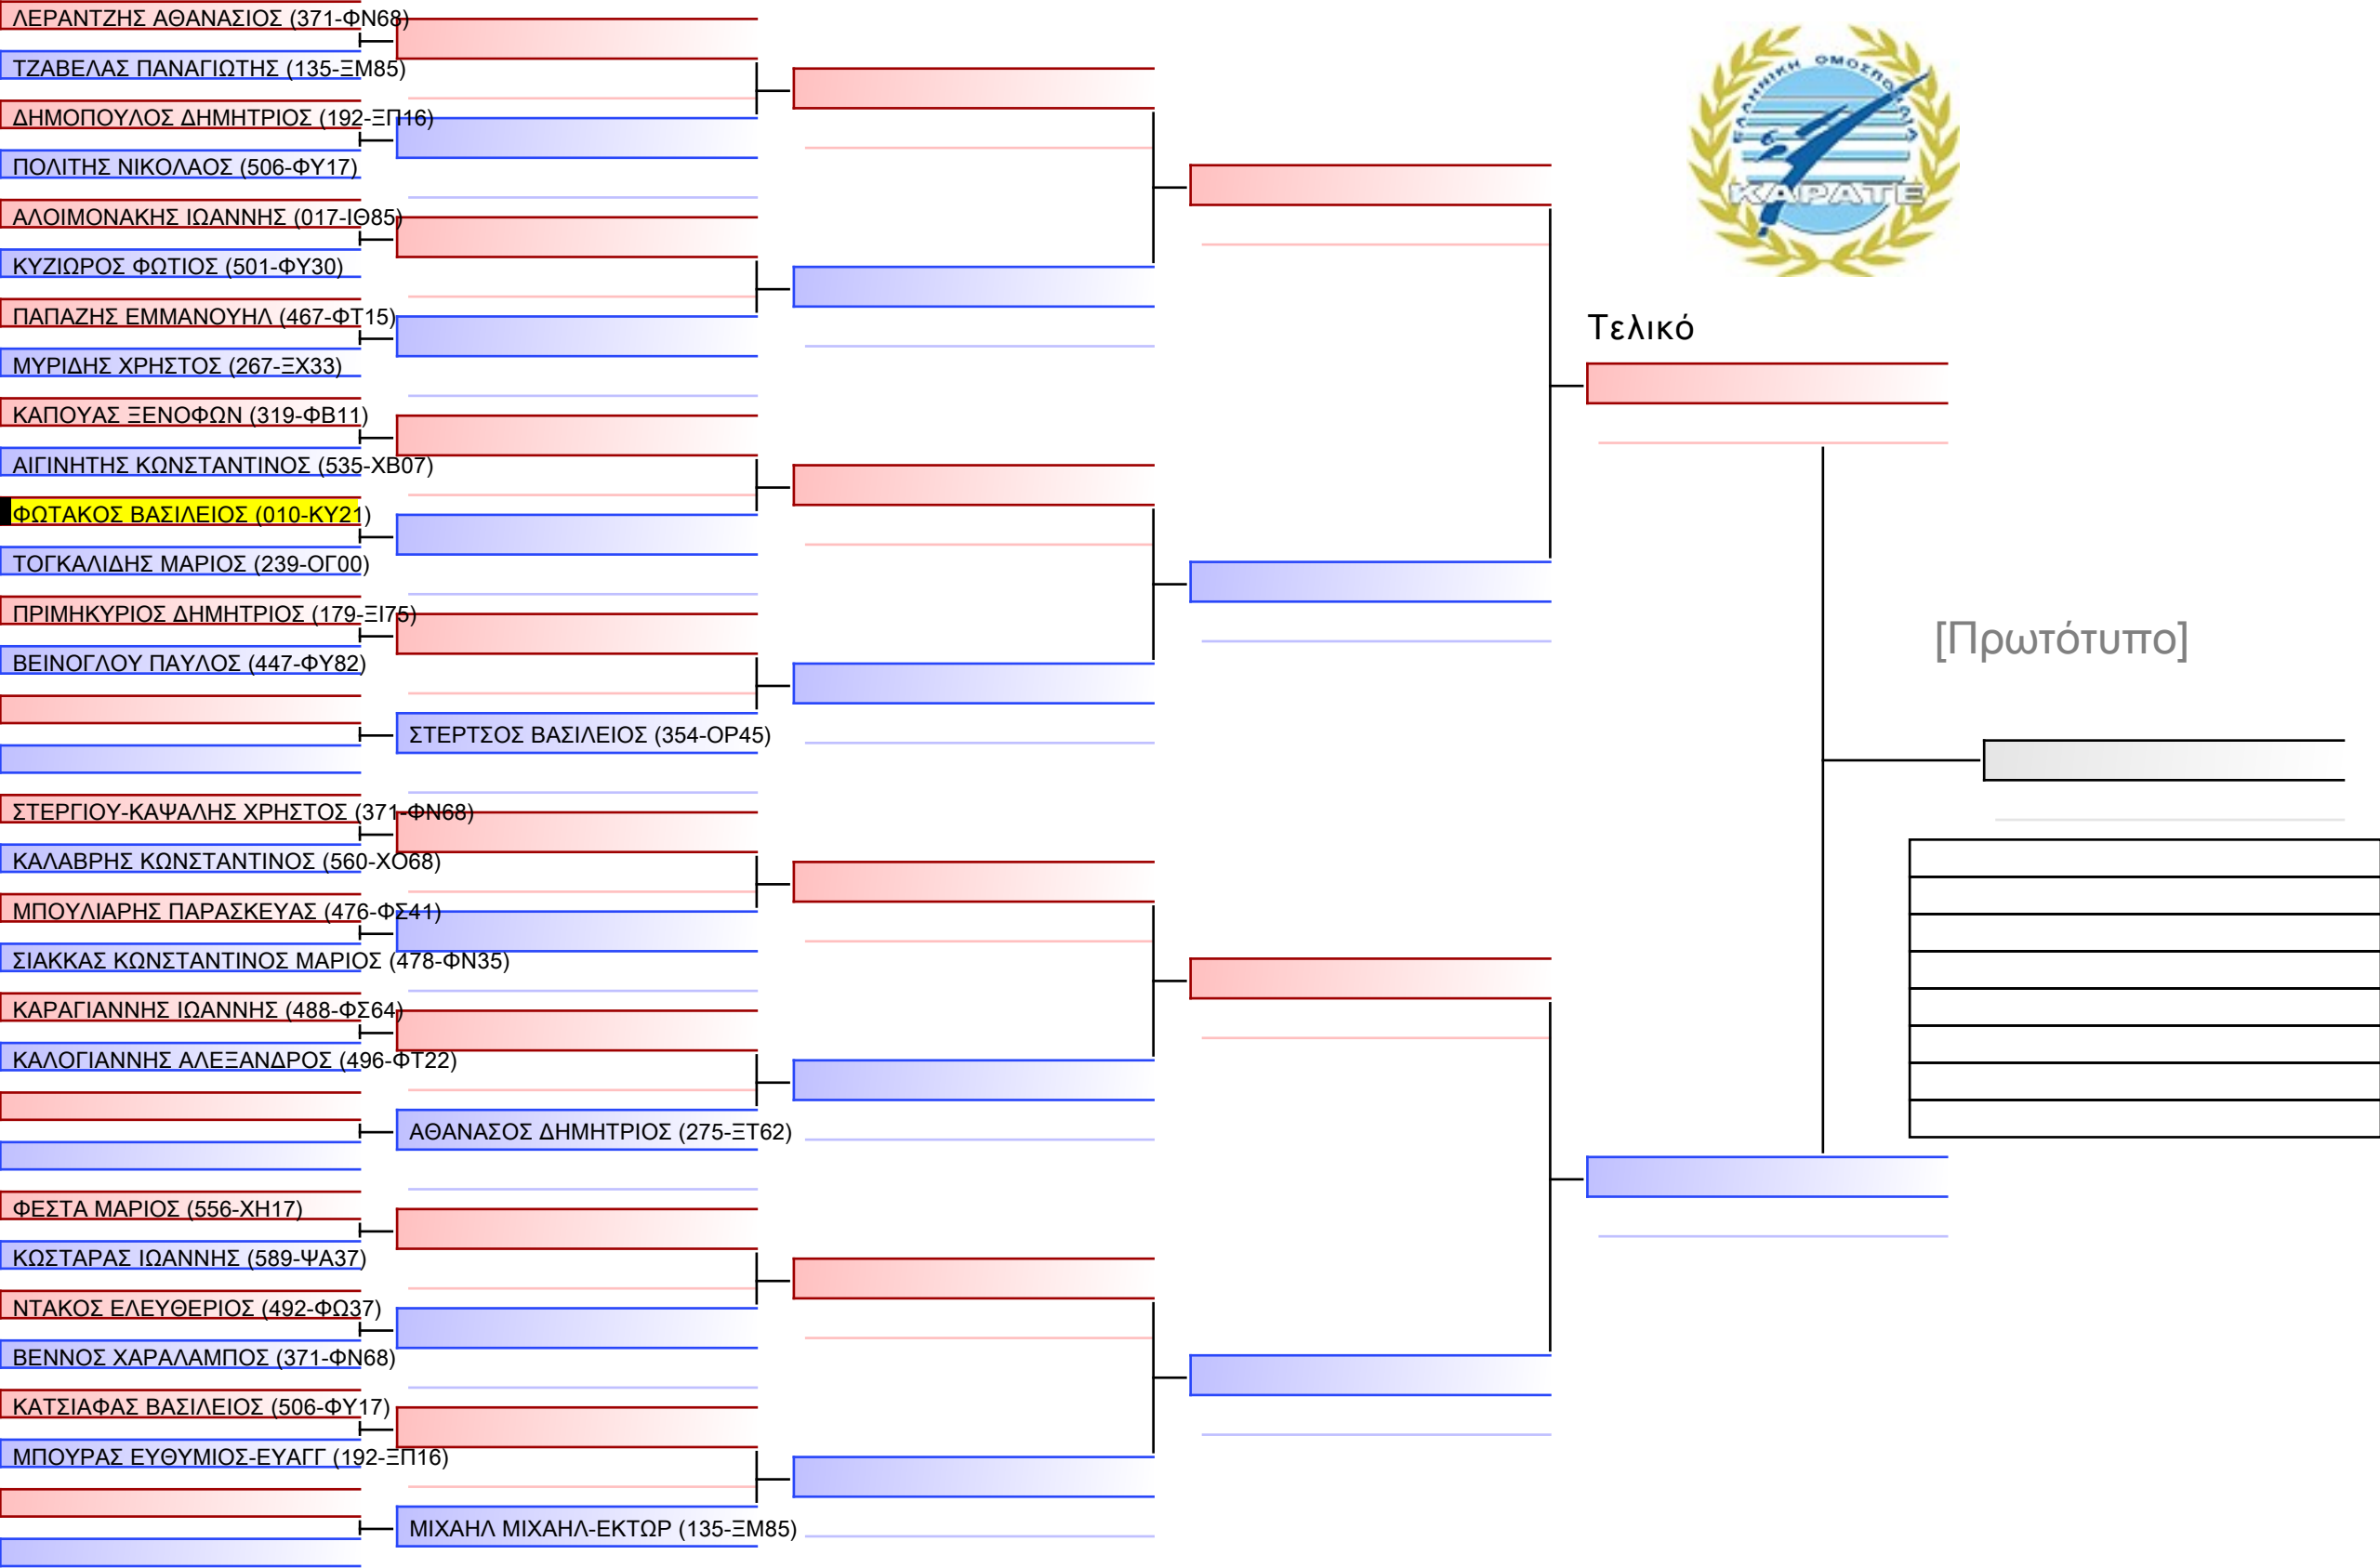 ΛΕΡΑΝΤΖΗΣ ΑΘΑΝΑΣΙΟΣ (371-ΦΝ68)
ΤΖΑΒΕΛΑΣ ΠΑΝΑΓΙΩΤΗΣ (135-ΞΜ85)
ΔΗΜΟΠΟΥΛΟΣ ΔΗΜΗΤΡΙΟΣ (192-ΞΠ16)
ΠΟΛΙΤΗΣ ΝΙΚΟΛΑΟΣ (506-ΦΥ17)
ΑΛΟΙΜΟΝΑΚΗΣ ΙΩΑΝΝΗΣ (017-ΙΘ85)
ΚΥΖΙΩΡΟΣ ΦΩΤΙΟΣ (501-ΦΥ30)
ΠΑΠΑΖΗΣ ΕΜΜΑΝΟΥΗΛ (467-ΦΤ15)
ΜΥΡΙΔΗΣ ΧΡΗΣΤΟΣ (267-ΞΧ33)
ΚΑΠΟΥΑΣ ΞΕΝΟΦΩΝ (319-ΦΒ11)
ΑΙΓΙΝΗΤΗΣ ΚΩΝΣΤΑΝΤΙΝΟΣ (535-ΧΒ07)
ΦΩΤΑΚΟΣ ΒΑΣΙΛΕΙΟΣ (010-ΚΥ21)
ΤΟΓΚΑΛΙΔΗΣ ΜΑΡΙΟΣ (239-ΟΓ00)
ΠΡΙΜΗΚΥΡΙΟΣ ΔΗΜΗΤΡΙΟΣ (179-ΞΙ75)
ΒΕΙΝΟΓΛΟΥ ΠΑΥΛΟΣ (447-ΦΥ82)
ΣΤΕΡΤΣΟΣ ΒΑΣΙΛΕΙΟΣ (354-ΟΡ45)
ΣΤΕΡΓΙΟΥ-ΚΑΨΑΛΗΣ ΧΡΗΣΤΟΣ (371-ΦΝ68)
ΚΑΛΑΒΡΗΣ ΚΩΝΣΤΑΝΤΙΝΟΣ (560-ΧΟ68)
ΜΠΟΥΛΙΑΡΗΣ ΠΑΡΑΣΚΕΥΑΣ (476-ΦΣ41)
ΣΙΑΚΚΑΣ ΚΩΝΣΤΑΝΤΙΝΟΣ ΜΑΡΙΟΣ (478-ΦΝ35)
ΚΑΡΑΓΙΑΝΝΗΣ ΙΩΑΝΝΗΣ (488-ΦΣ64)
ΚΑΛΟΓΙΑΝΝΗΣ ΑΛΕΞΑΝΔΡΟΣ (496-ΦΤ22)
ΑΘΑΝΑΣΟΣ ΔΗΜΗΤΡΙΟΣ (275-ΞΤ62)
ΦΕΣΤΑ ΜΑΡΙΟΣ (556-ΧΗ17)
ΚΩΣΤΑΡΑΣ ΙΩΑΝΝΗΣ (589-ΨΑ37)
ΝΤΑΚΟΣ ΕΛΕΥΘΕΡΙΟΣ (492-ΦΩ37)
ΒΕΝΝΟΣ ΧΑΡΑΛΑΜΠΟΣ (371-ΦΝ68)
ΚΑΤΣΙΑΦΑΣ ΒΑΣΙΛΕΙΟΣ (506-ΦΥ17)
ΜΠΟΥΡΑΣ ΕΥΘΥΜΙΟΣ-ΕΥΑΓΓ (192-ΞΠ16)
ΜΙΧΑΗΛ ΜΙΧΑΗΛ-ΕΚΤΩΡ (135-ΞΜ85)
ΕΛΛΗΝΙΚΗ ΟΜΟΣΠΟΝΔΙΑ
ΚΑΡΑΤΕ
Τελικό
[Πρωτότυπο]